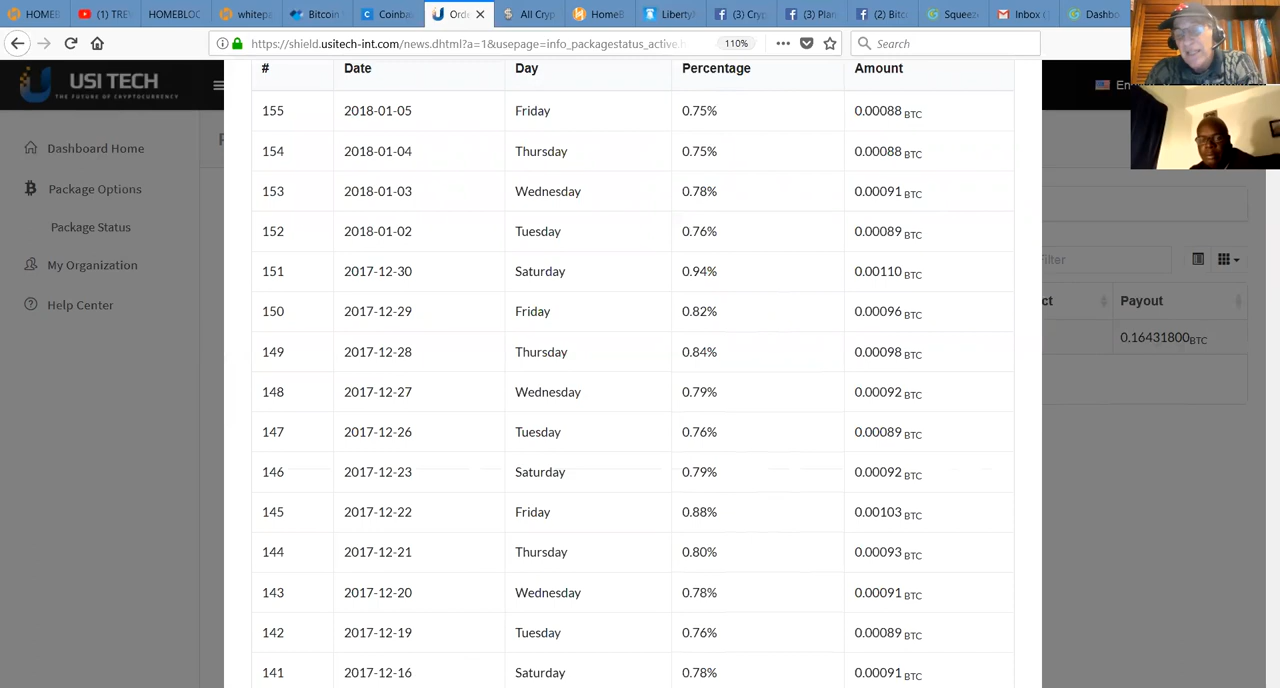 HOMEB (1) TRE HOMEBLOC whitep Bitcoin Coinba Orde All Cryp HomeB Liberty (3) Cry (3) Plan (2) Bitc Squeez Inbox ( Dashbo
https://shield.usitech-int.com/news.dhtml?a=1&usepage=info_packagestatus_active. 110% Search
USI TECH
THE FUTURE OF CRYPTOCURRENCY
En
Dashboard Home
Package Options
Package Status
My Organization
Help Center
# Date Day Percentage Amount
155 2018-01-05 Friday 0.75% 0.00088 BTC
154 2018-01-04 Thursday 0.75% 0.00088 BTC
153 2018-01-03 Wednesday 0.78% 0.00091 BTC
152 2018-01-02 Tuesday 0.76% 0.00089 BTC
151 2017-12-30 Saturday 0.94% 0.00110 BTC
150 2017-12-29 Friday 0.82% 0.00096 BTC
149 2017-12-28 Thursday 0.84% 0.00098 BTC
148 2017-12-27 Wednesday 0.79% 0.00092 BTC
147 2017-12-26 Tuesday 0.76% 0.00089 BTC
146 2017-12-23 Saturday 0.79% 0.00092 BTC
145 2017-12-22 Friday 0.88% 0.00103 BTC
144 2017-12-21 Thursday 0.80% 0.00093 BTC
143 2017-12-20 Wednesday 0.78% 0.00091 BTC
142 2017-12-19 Tuesday 0.76% 0.00089 BTC
141 2017-12-16 Saturday 0.78% 0.00091 BTC
Filter
ct Payout
0.16431800 BTC